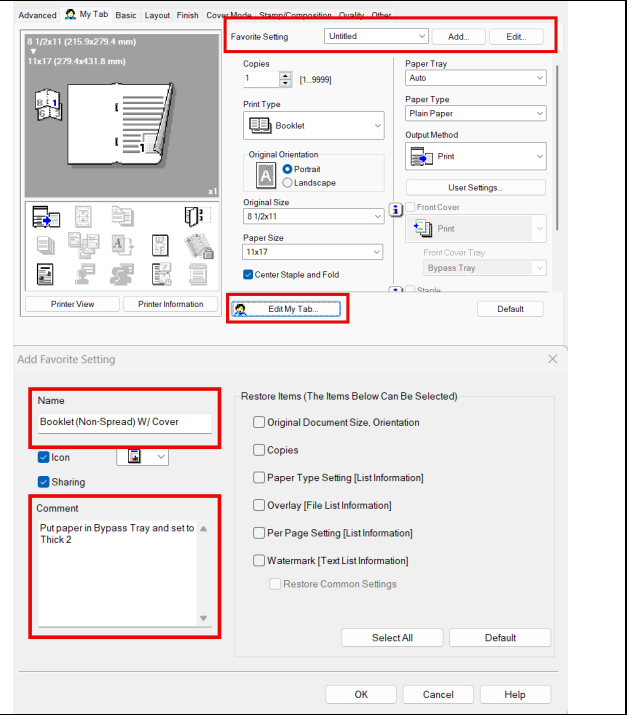 Advanced My Tab Basic Layout Finish Cover Mode Stamp/Composition Quality Other
8 1/2x11 (215.9x279.4 mm)
11x17 (279.4x431.8 mm)
x1
Printer View Printer Information
Favorite Setting Untitled Add... Edit...
Copies
1 [1...9999]
Print Type
Booklet
Original Orientation
Portrait
Landscape
Original Size
8 1/2x11
Paper Size
11x17
Center Staple and Fold
Edit My Tab...
Paper Tray
Auto
Paper Type
Plain Paper
Output Method
Print
User Settings...
Front Cover
Print
Front Cover Tray
Bypass Tray
Staple
Default
Add Favorite Setting
Name
Booklet (Non-Spread) W/ Cover
Icon
Sharing
Comment
Put paper in Bypass Tray and set to
Thick 2
Restore Items (The Items Below Can Be Selected)
Original Document Size, Orientation
Copies
Paper Type Setting [List Information]
Overlay [File List Information]
Per Page Setting [List Information]
Watermark [Text List Information]
Restore Common Settings
Select All Default
OK Cancel Help